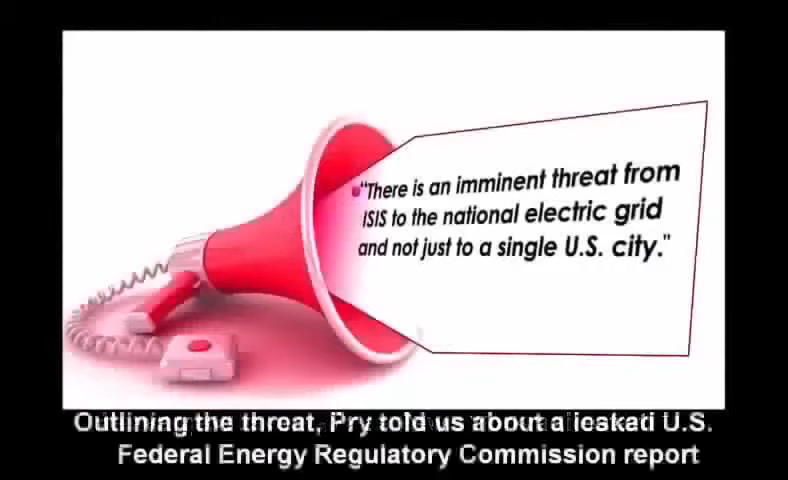 "There is an imminent threat from
ISIS to the national electric grid
and not just to a single U.S. city."
Outlining the threat, Pry told us about a U.S.
Federal Energy Regulatory Commission report